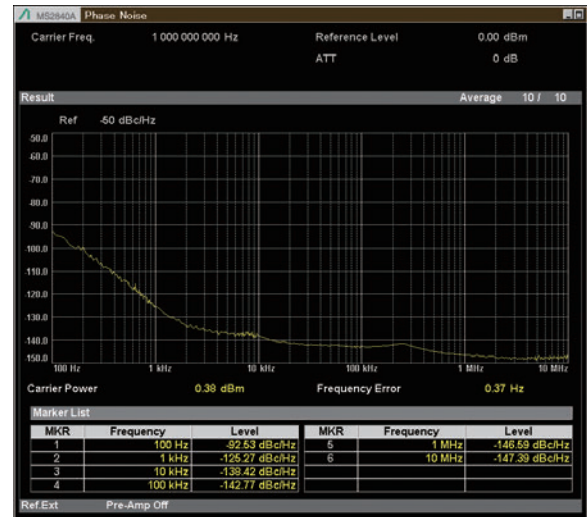 MS2840A Phase Noise
Carrier Freq. 1 000 000 000 Hz Reference Level 0.00 dBm
ATT 0 dB
Result Average 10 / 10
Ref -50 dBc/Hz
-50.0
-60.0
-70.0
-80.0
-90.0
-100.0
-110.0
-120.0
-130.0
-140.0
-150.0
100 Hz 1 kHz 10 kHz 100 kHz 1 MHz 10 MHz
Carrier Power 0.38 dBm Frequency Error 0.37 Hz
Marker List
MKR Frequency Level MKR Frequency Level
1 100 Hz -92.53 dBc/Hz 5 1 MHz -146.59 dBc/Hz
2 1 kHz -125.27 dBc/Hz 6 10 MHz -147.39 dBc/Hz
3 10 kHz -138.42 dBc/Hz
4 100 kHz -142.77 dBc/Hz
Ref.Ext Pre-Amp Off